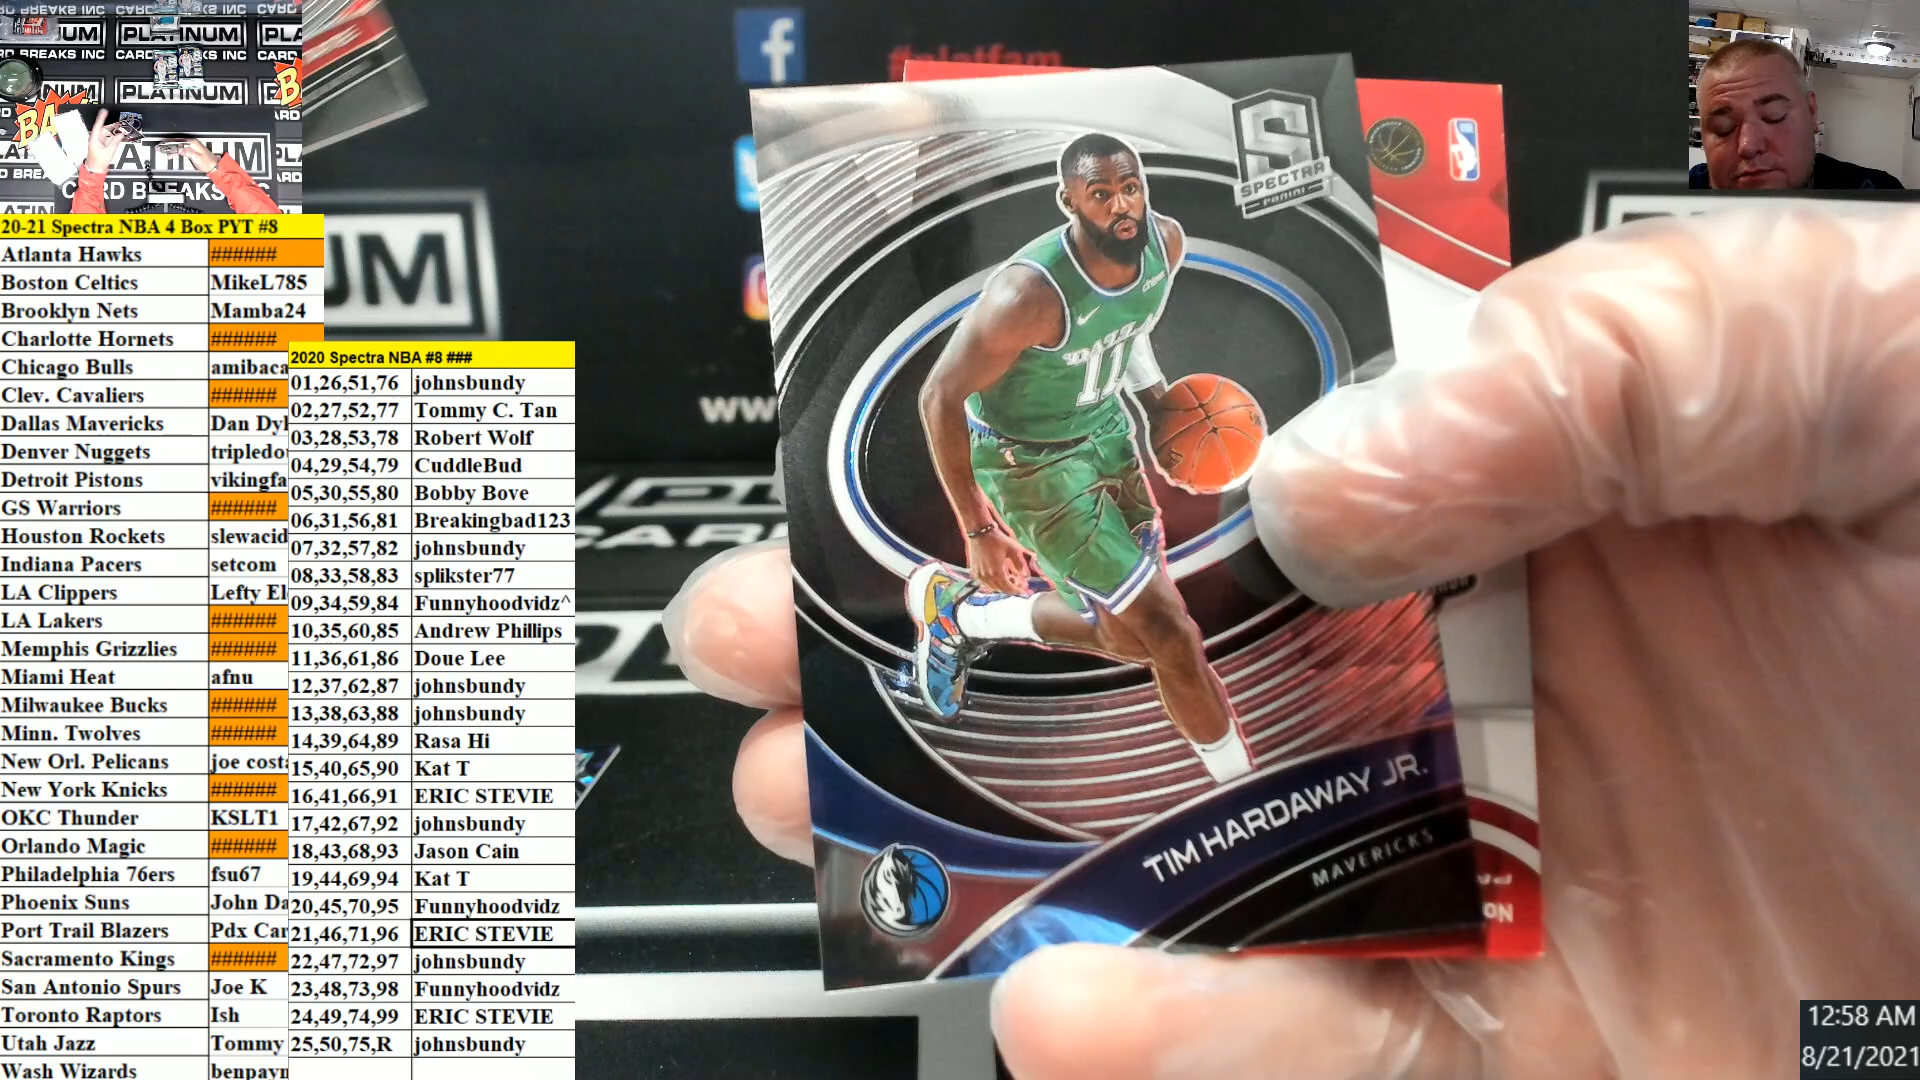 PLATINUM
CARD BREAKS INC
PLATINUM
#platfam
SPECTRA
PANINI
DALLAS
11
TIM HARDAWAY JR.
MAVERICKS
20-21 Spectra NBA 4 Box PYT #8
Atlanta Hawks ######
Boston Celtics MikeL785
Brooklyn Nets Mamba24
Charlotte Hornets ######
Chicago Bulls amibaca
Clev. Cavaliers ######
Dallas Mavericks Dan Dyl
Denver Nuggets tripledo
Detroit Pistons vikingfa
GS Warriors ######
Houston Rockets slewacid
Indiana Pacers setcom
LA Clippers Lefty El
LA Lakers ######
Memphis Grizzlies ######
Miami Heat afnu
Milwaukee Bucks ######
Minn. Twolves ######
New Orl. Pelicans joe cost
New York Knicks ######
OKC Thunder KSLT1
Orlando Magic ######
Philadelphia 76ers fsu67
Phoenix Suns John Da
Port Trail Blazers Pdx Car
Sacramento Kings ######
San Antonio Spurs Joe K
Toronto Raptors Ish
Utah Jazz Tommy
Wash Wizards benpayn
2020 Spectra NBA #8 ###
01,26,51,76 johnsbundy
02,27,52,77 Tommy C. Tan
03,28,53,78 Robert Wolf
04,29,54,79 CuddleBud
05,30,55,80 Bobby Bove
06,31,56,81 Breakingbad123
07,32,57,82 johnsbundy
08,33,58,83 splikster77
09,34,59,84 Funnyhoodvidz^
10,35,60,85 Andrew Phillips
11,36,61,86 Doue Lee
12,37,62,87 johnsbundy
13,38,63,88 johnsbundy
14,39,64,89 Rasa Hi
15,40,65,90 Kat T
16,41,66,91 ERIC STEVIE
17,42,67,92 johnsbundy
18,43,68,93 Jason Cain
19,44,69,94 Kat T
20,45,70,95 Funnyhoodvidz
21,46,71,96 ERIC STEVIE
22,47,72,97 johnsbundy
23,48,73,98 Funnyhoodvidz
24,49,74,99 ERIC STEVIE
25,50,75,R johnsbundy
12:58 AM
8/21/2021